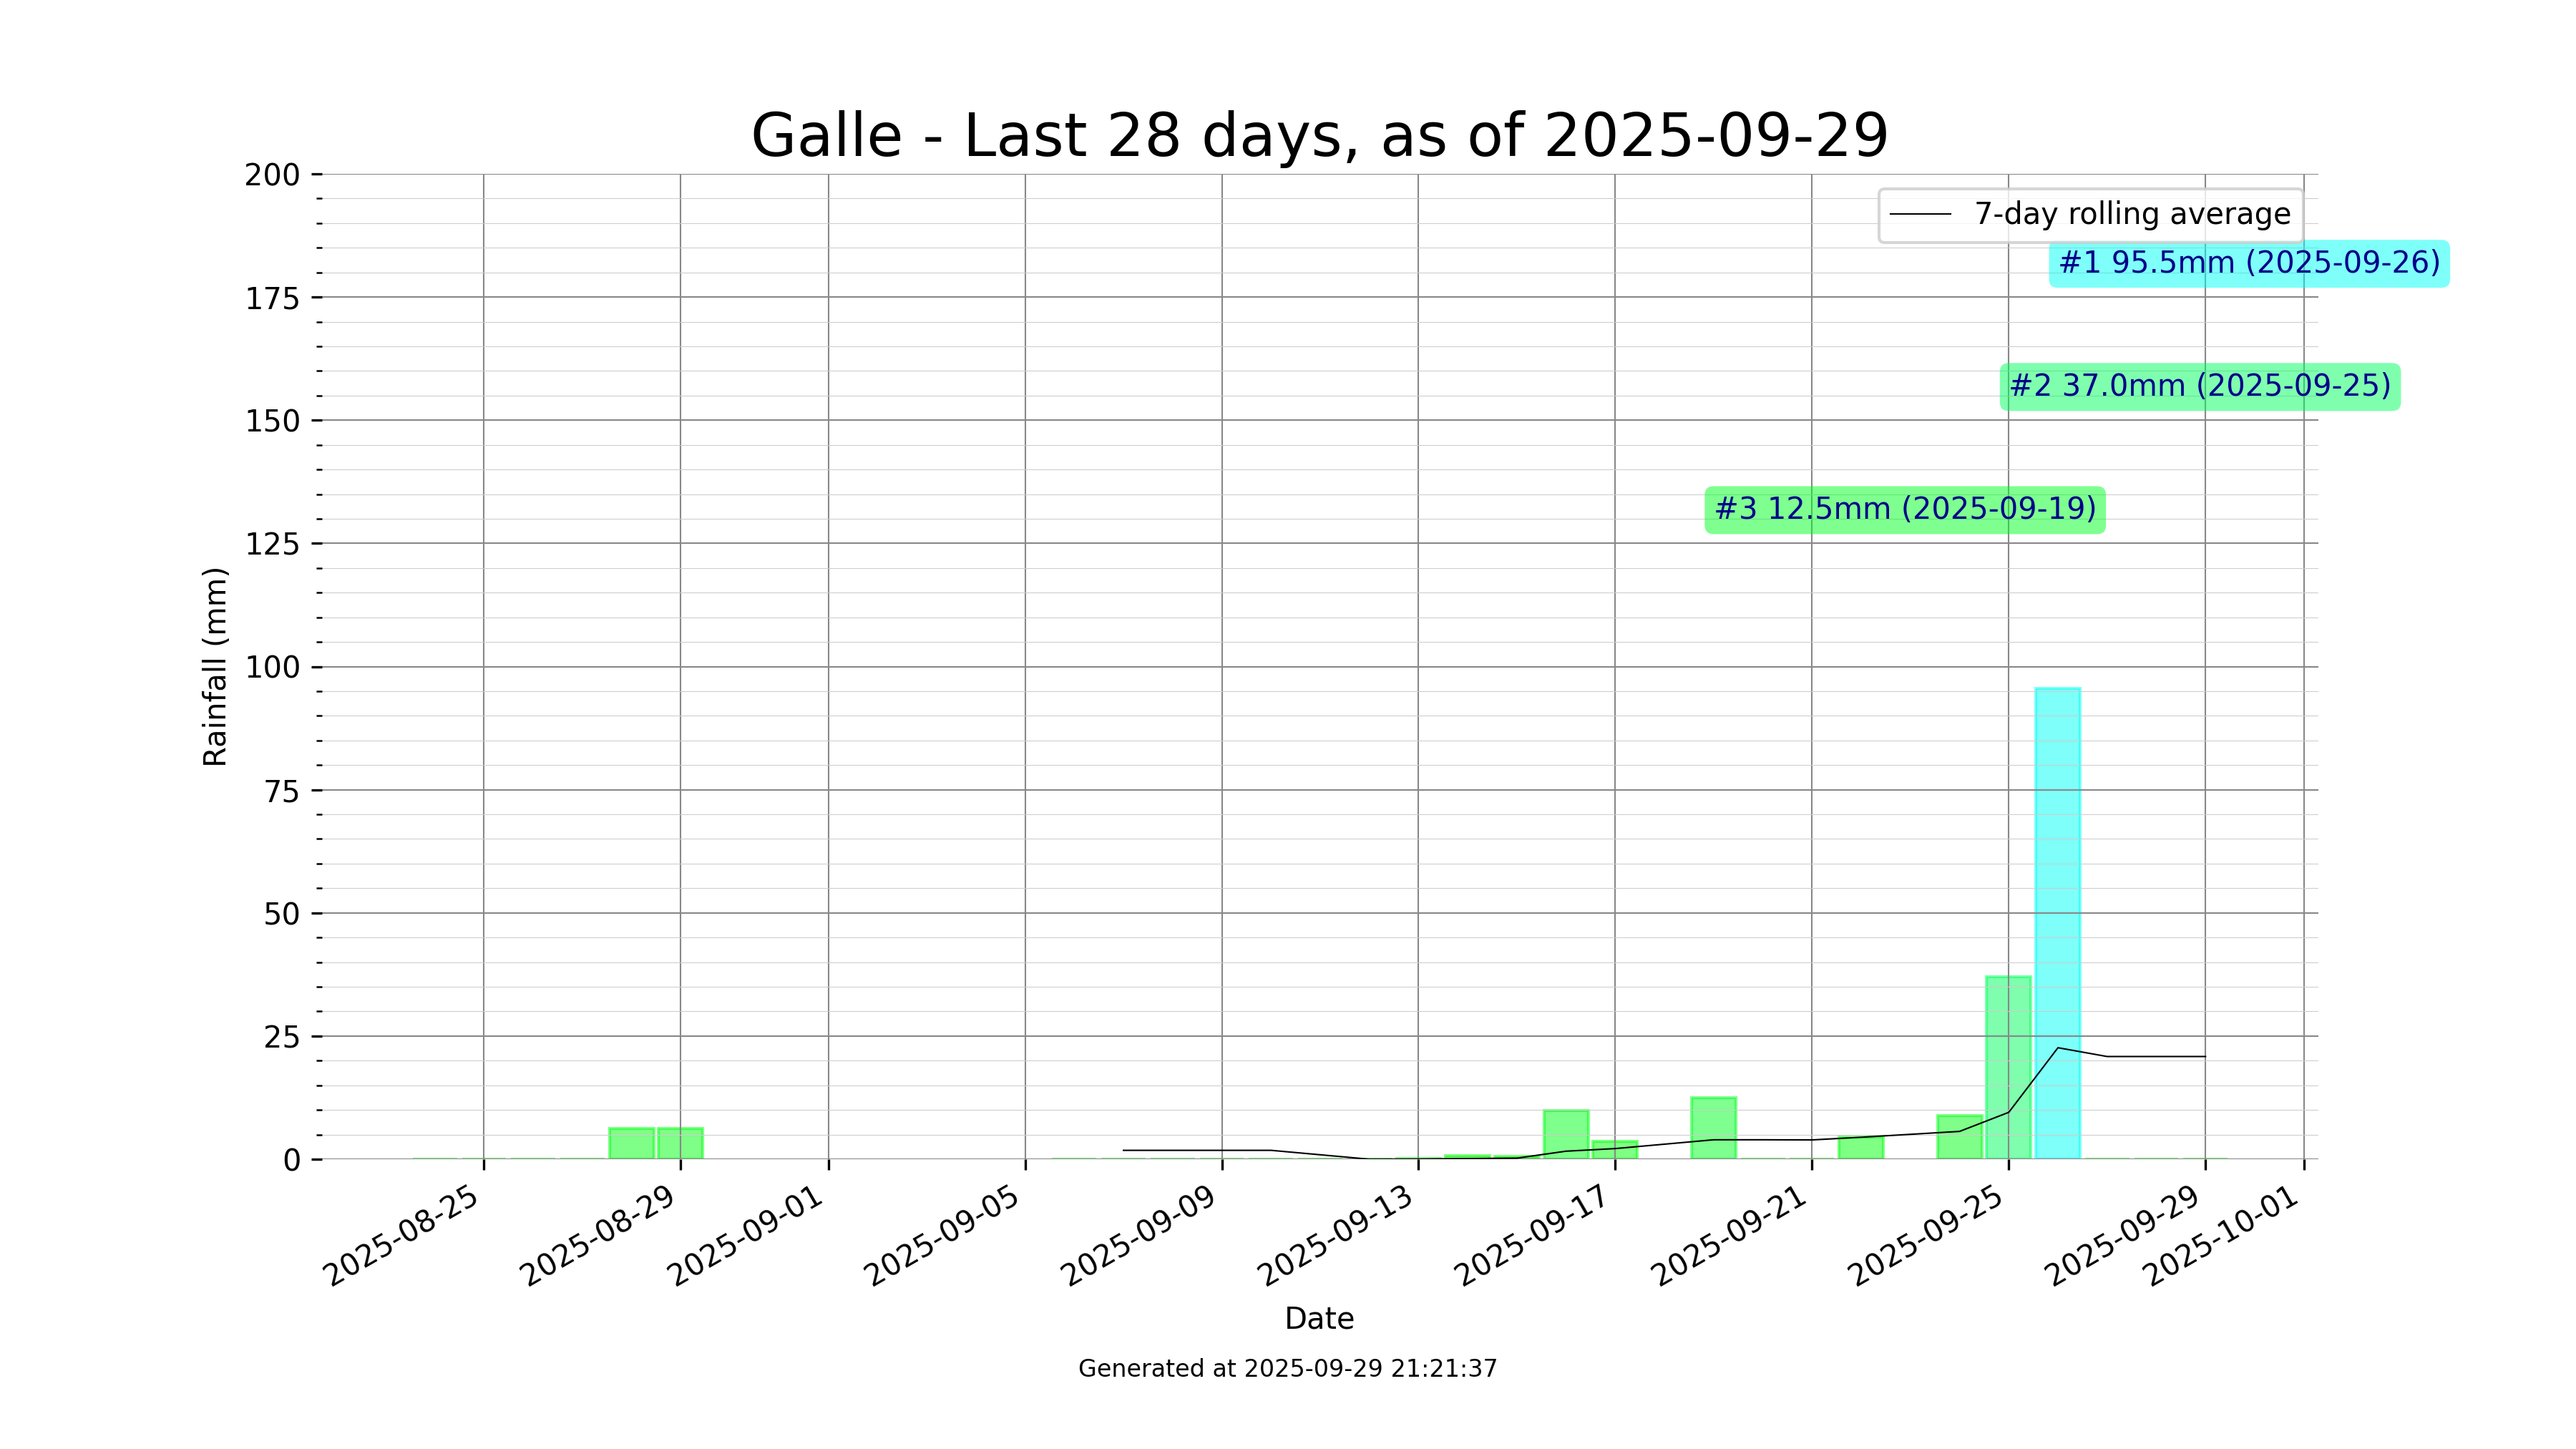 Galle - Last 28 days, as of 2025-09-29
7-day rolling average
#1 95.5mm (2025-09-26)
#2 37.0mm (2025-09-25)
#3 12.5mm (2025-09-19)
Rainfall (mm)
200
175
150
125
100
75
50
25
0
2025-08-25
2025-08-29
2025-09-01
2025-09-05
2025-09-09
2025-09-13
2025-09-17
2025-09-21
2025-09-25
2025-09-29
2025-10-01
Date
Generated at 2025-09-29 21:21:37